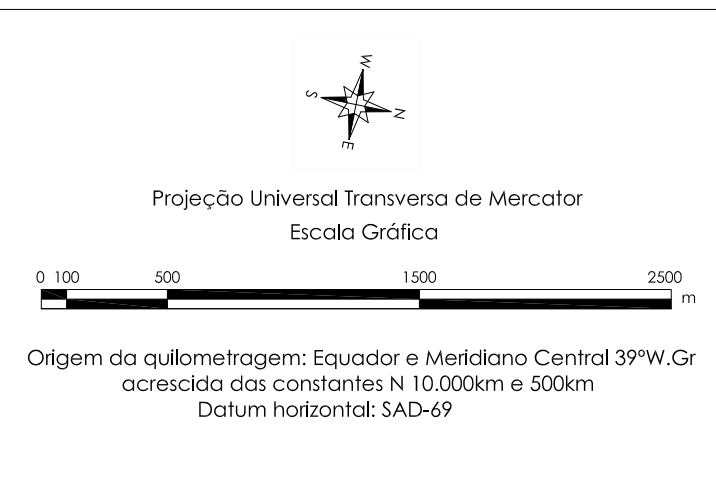 W
S
N
E
Projeção Universal Transversa de Mercator
Escala Gráfica
0 100 500 1500 2500
m
Origem da quilometragem: Equador e Meridiano Central 39ºW.Gr
acrescida das constantes N 10.000km e 500km
Datum horizontal: SAD-69